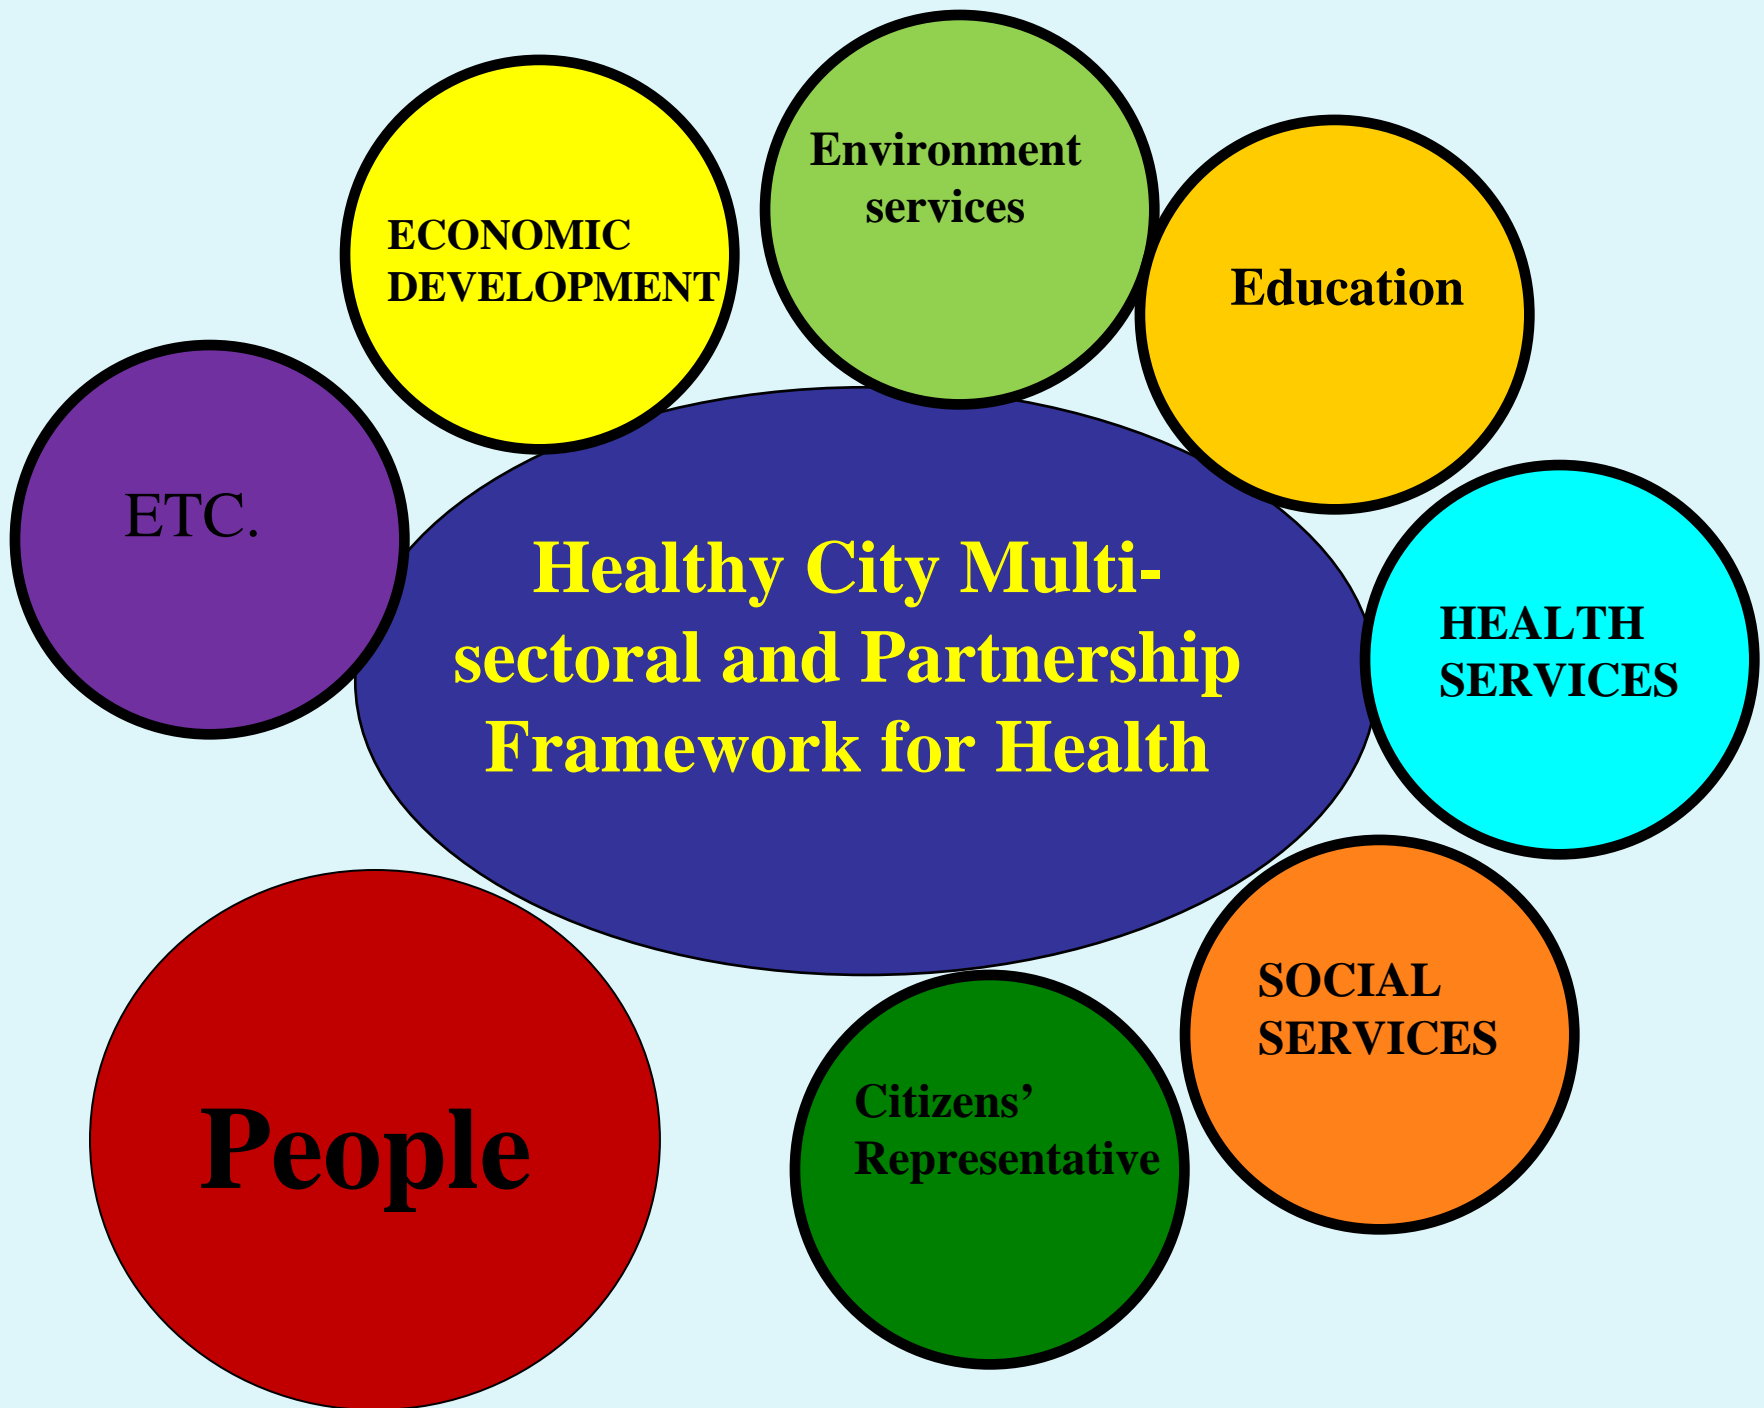 Environment
services
ECONOMIC
DEVELOPMENT
Education
ETC.
Healthy City Multi-
sectoral and Partnership
Framework for Health
HEALTH
SERVICES
SOCIAL
SERVICES
Citizens’
Representative
People